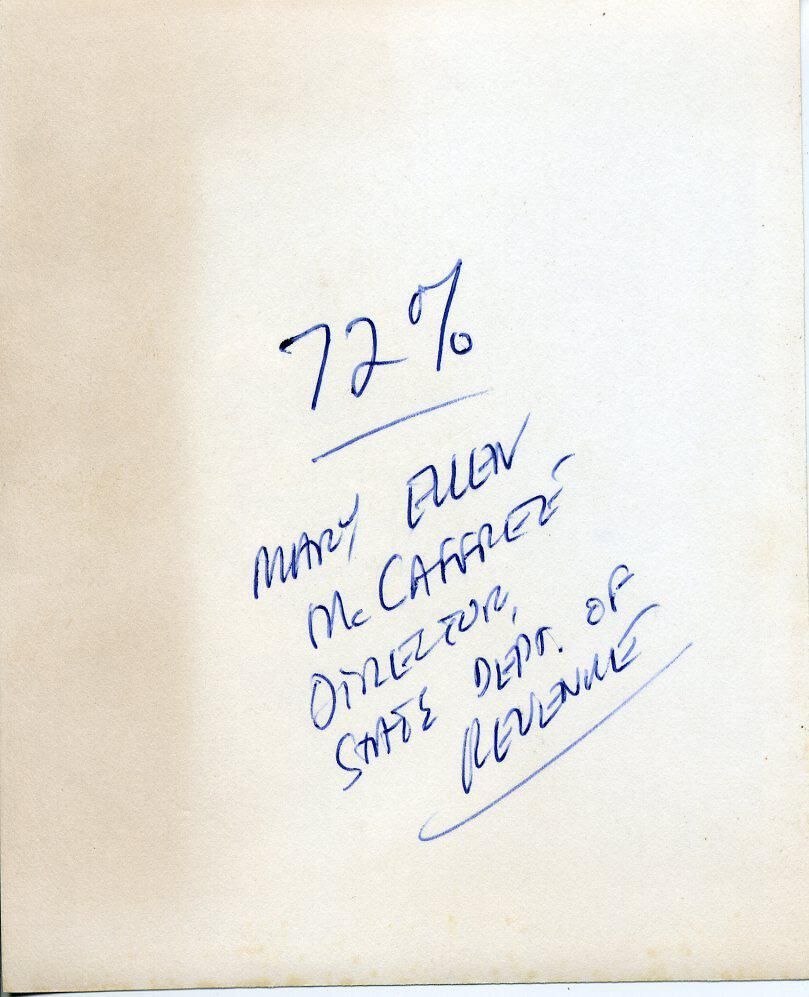 72%
MARY ELLEN
McCAFFREE
DIRECTOR,
STATE DEPT. OF
REVENUE